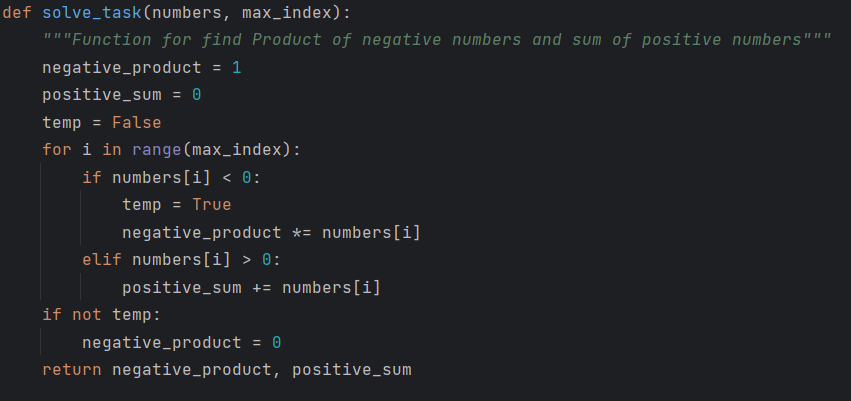 def solve_task(numbers, max_index):
    """Function for find Product of negative numbers and sum of positive numbers"""
    negative_product = 1
    positive_sum = 0
    temp = False
    for i in range(max_index):
        if numbers[i] < 0:
            temp = True
            negative_product *= numbers[i]
        elif numbers[i] > 0:
            positive_sum += numbers[i]
    if not temp:
        negative_product = 0
    return negative_product, positive_sum